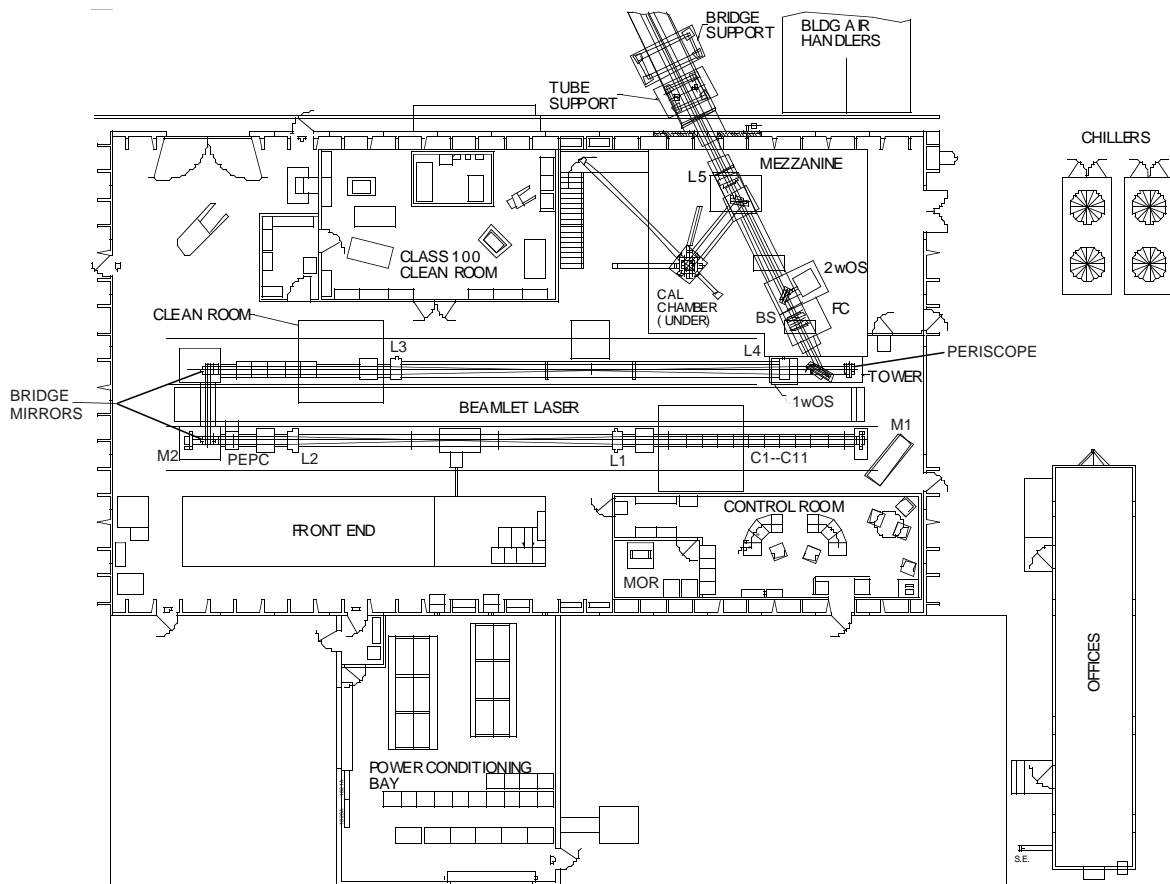 BRIDGE
SUPPORT
BLDG AIR
HANDLERS
TUBE
SUPPORT
CHILLERS
MEZZANINE
L5
CLASS 100
CLEAN ROOM
2wOS
CAL
CHAMBER
( UNDER)
FC
BS
CLEAN ROOM
L3
L4
PERISCOPE
TOWER
BRIDGE
MIRRORS
BEAMLET LASER
1wOS
M1
M2
PEPC
L2
L1
C1--C11
FRONT END
CONTROL ROOM
MOR
OFFICES
POWER CONDITIONING
BAY
S.E.